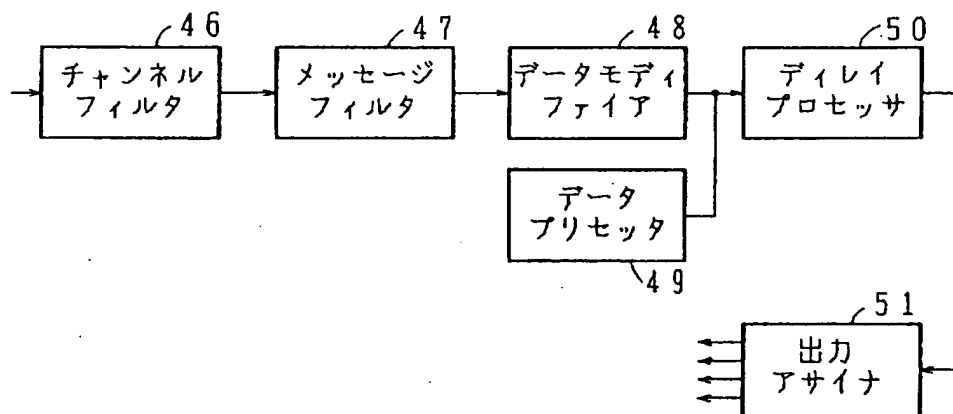 46
チャンネル
フィルタ
47
メッセージ
フィルタ
48
データモディ
ファイア
50
ディレイ
プロセッサ
データ
プリセッタ
49
51
出力
アサイナ